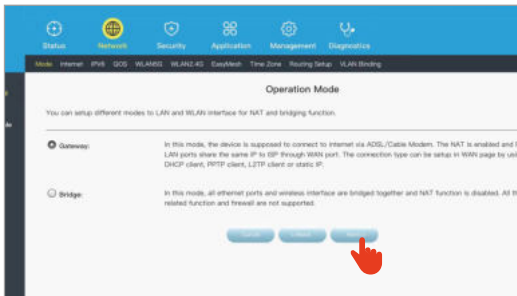 Status Network Security Application Management Diagnostics
Mode Internet IPV6 QOS WLAN5G WLAN2.4G EasyMesh Time Zone Routing Setup VLAN Binding
Operation Mode
You can setup different modes to LAN and WLAN interface for NAT and bridging function.
Gateway: In this mode, the device is supposed to connect to internet via ADSL/Cable Modem. The NAT is enabled and
LAN ports share the same IP to ISP through WAN port. The connection type can be setup in WAN page by
DHCP client, PPTP client, L2TP client or static IP.
Bridge: In this mode, all ethernet ports and wireless interface are bridged together and NAT function is disabled. All
related function and firewall are not supported.